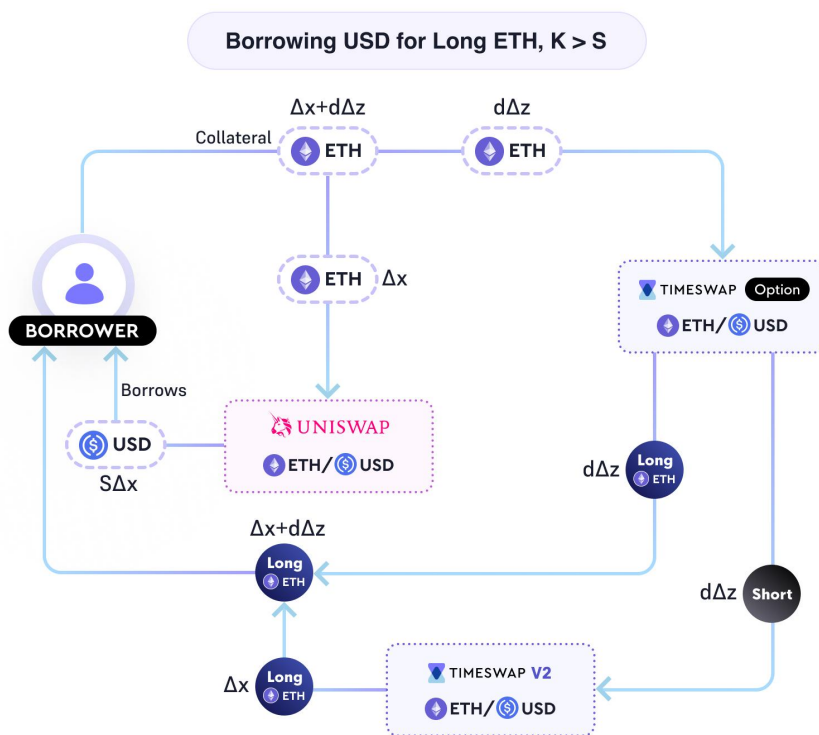 Borrowing USD for Long ETH, K > S
Δx+dΔz
dΔz
Collateral
ETH
ETH
ETH
Δx
TIMESWAP Option
ETH/USD
BORROWER
Borrows
USD
SΔx
UNISWAP
ETH/USD
dΔz
Long
ETH
Δx+dΔz
Long
ETH
dΔz
Short
Δx
Long
ETH
TIMESWAP V2
ETH/USD